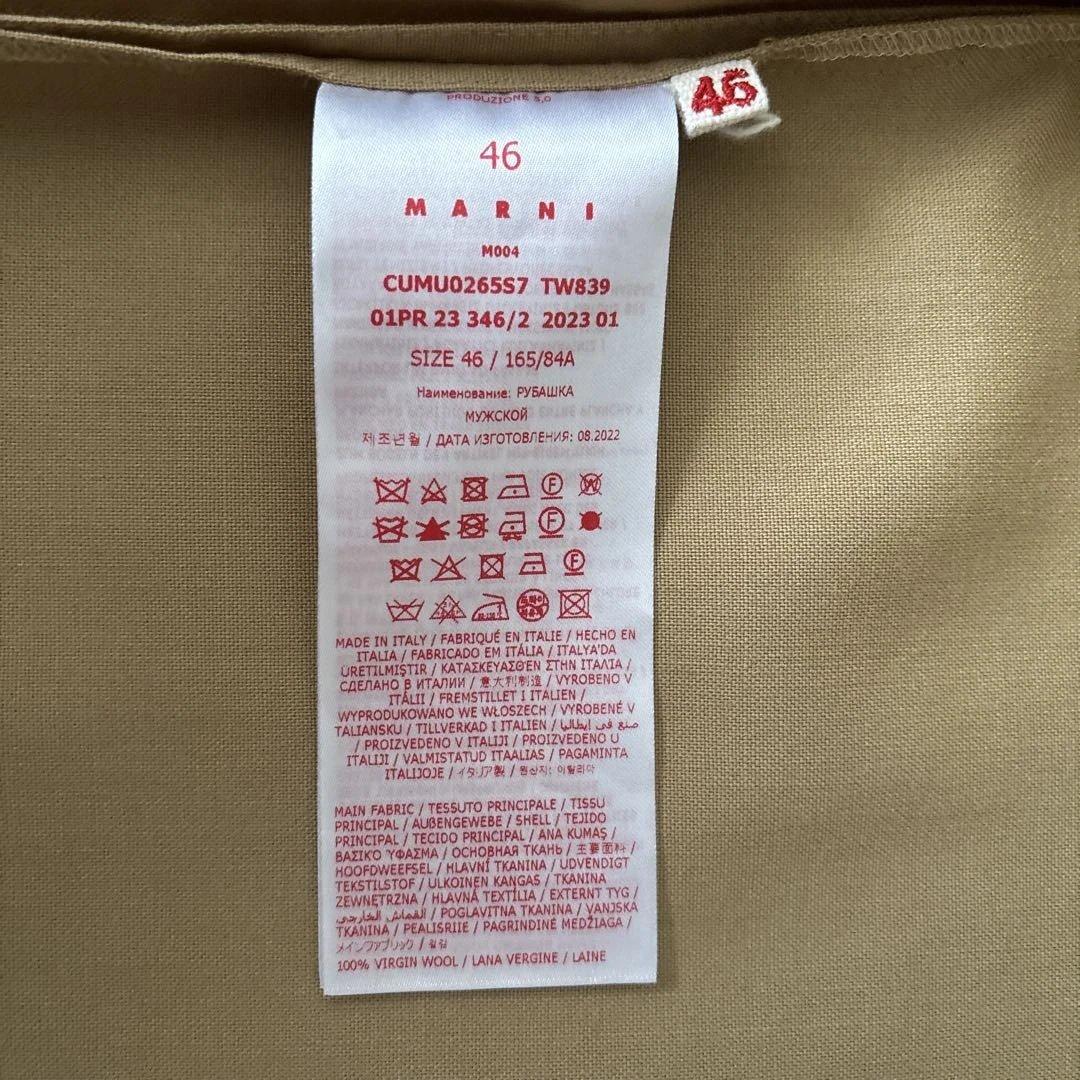 PRODUZIONE 5,0
46
46
MARNI
M004
CUMU0265S7 TW839
01PR 23 346/2 2023 01
SIZE 46 / 165/84A
Наименование: РУБАШКА
МУЖСКОЙ
제조년월 / ДАТА ИЗГОТОВЛЕНИЯ: 08.2022
F W
F
F
드라이
MADE IN ITALY / FABRIQUÉ EN ITALIE / HECHO EN
ITALIA / FABRICADO EM ITÁLIA / ITALYA'DA
ÜRETILMIŞTIR / ΚΑΤΑΣΚΕΥΑΣΘΈΝ ΣΤΗΝ ΙΤΑΛΊΑ /
СДЕЛАНО В ИТАЛИИ / 意大利制造 / VYROBENO V
ITÁLII / FREMSTILLET I ITALIEN /
WYPRODUKOWANO WE WŁOSZECH / VYROBENÉ V
TALIANSKU / TILLVERKAD I ITALIEN / صنع في إيطاليا
/ PROIZVEDENO V ITALIJI / PROIZVEDENO U
ITALIJI / VALMISTATUD ITAALIAS / PAGAMINTA
ITALIJOJE / イタリア製 / 원산지: 이탈리아
MAIN FABRIC / TESSUTO PRINCIPALE / TISSU
PRINCIPAL / AUßENGEWEBE / SHELL / TEJIDO
PRINCIPAL / TECIDO PRINCIPAL / ANA KUMAŞ /
ΒΑΣΙΚΌ ΎΦΑΣΜΑ / ОСНОВНАЯ ТКАНЬ / 主要面料 /
HOOFDWEEFSEL / HLAVNÍ TKANINA / UDVENDIGT
TEKSTILSTOF / ULKOINEN KANGAS / TKANINA
ZEWNĘTRZNA / HLAVNÁ TEXTÍLIA / EXTERNT TYG /
القماش الخارجي / POGLAVITNA TKANINA / VANJSKA
TKANINA / PEALISRIIE / PAGRINDINĖ MEDŽIAGA /
メインファブリック / 겉감
100% VIRGIN WOOL / LANA VERGINE / LAINE